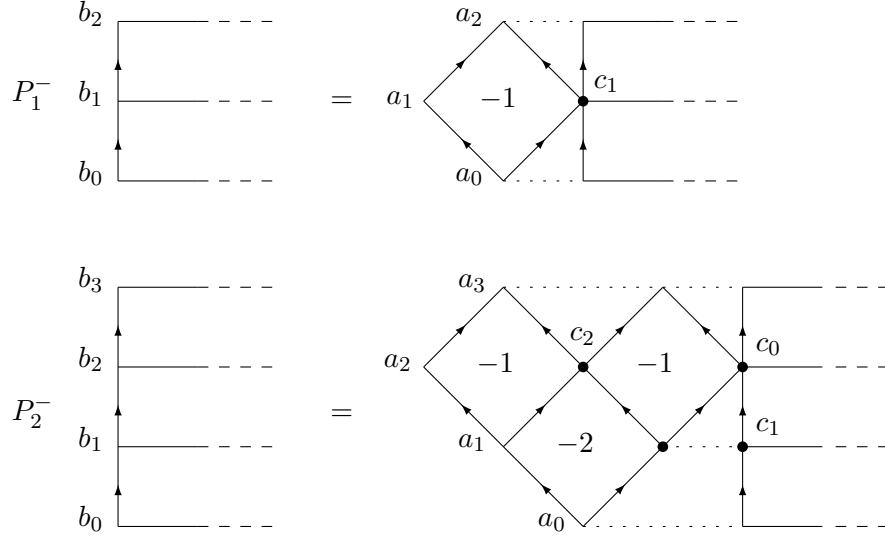 b₂ a₂
P₁⁻ b₁ = a₁ −1 c₁
b₀ a₀
b₃ a₃
b₂ a₂ −1 c₂ −1 c₀
P₂⁻ =
b₁ a₁ −2 c₁
b₀ a₀